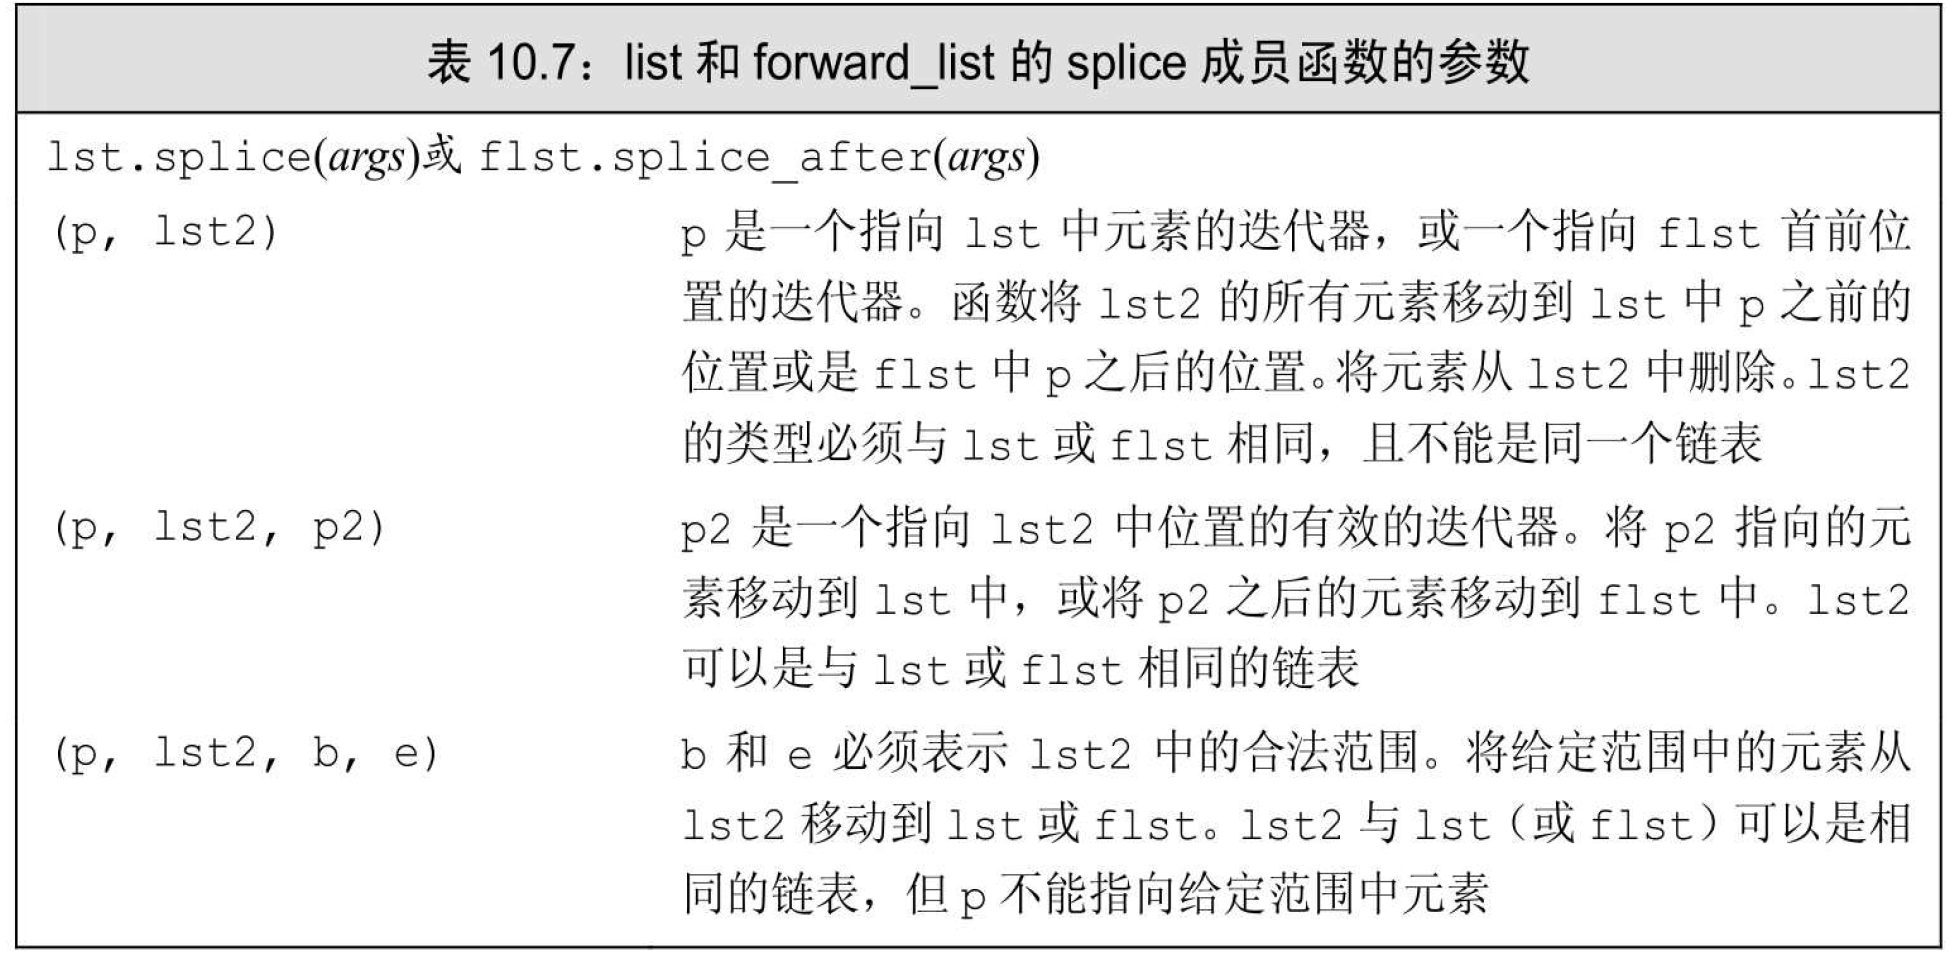 表 10.7：list 和 forward_list 的 splice 成员函数的参数
lst.splice(args)或 flst.splice_after(args)
(p, lst2) p 是一个指向 lst 中元素的迭代器，或一个指向 flst 首前位
置的迭代器。函数将 lst2 的所有元素移动到 lst 中 p 之前的
位置或是 flst 中 p 之后的位置。将元素从 lst2 中删除。lst2
的类型必须与 lst 或 flst 相同，且不能是同一个链表
(p, lst2, p2) p2 是一个指向 lst2 中位置的有效的迭代器。将 p2 指向的元
素移动到 lst 中，或将 p2 之后的元素移动到 flst 中。lst2
可以是与 lst 或 flst 相同的链表
(p, lst2, b, e) b 和 e 必须表示 lst2 中的合法范围。将给定范围中的元素从
lst2 移动到 lst 或 flst。lst2 与 lst（或 flst）可以是相
同的链表，但 p 不能指向给定范围中元素